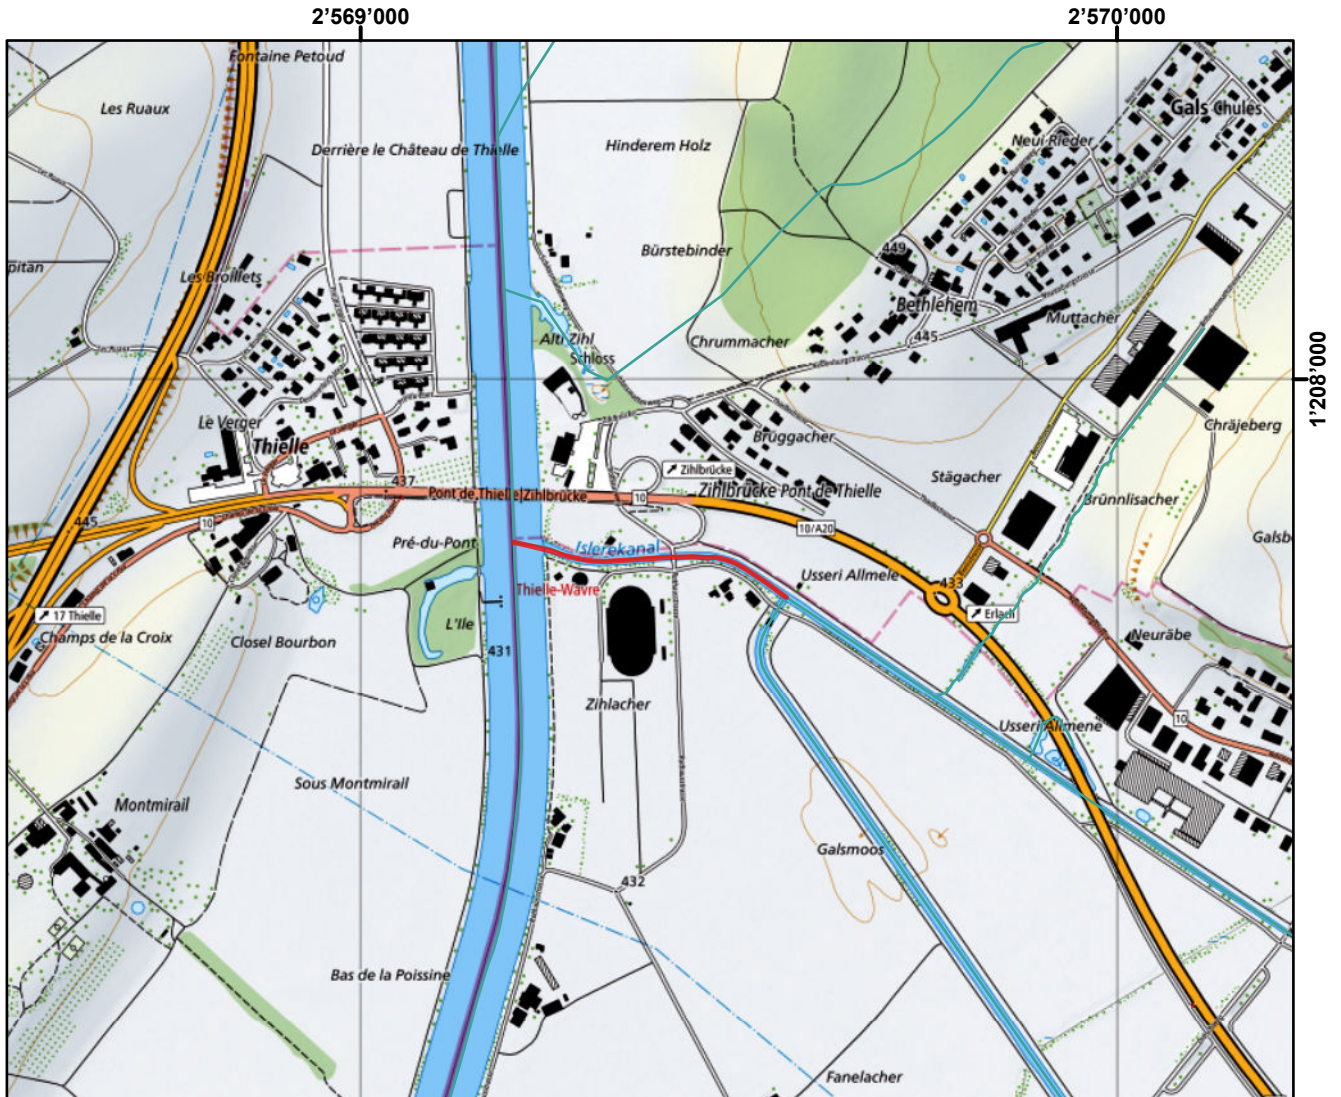 2’569’000
2’570’000
Fontaine Petoud
Les Ruaux
Gals Chules
Derrière le Château de Thielle
Hinderem Holz
Neui Rieder
449
Bürstebinder
pitan
Les Broillets
Bethlehem
Muttacher
Alti Zihl
Chrummacher
445
Schloss
1’208’000
Le Verger
Thielle
Brüggacher
Chräjeberg
Zihlbrücke
Stägacher
437
Pont de Thielle Zihlbrücke
10
Zihlbrücke Pont de Thielle
Brünnlisacher
445
10
10/A20
Galsb
Pré-du-Pont
Islerekanal
Usseri Allmele
433
Thielle-Wavre
17 Thielle
Erlach
L'Ile
Champs de la Croix
Closel Bourbon
Neuräbe
431
Zihlacher
10
Usseri Allmene
Sous Montmirail
Montmirail
Galsmoos
432
Bas de la Poissine
Fanelacher